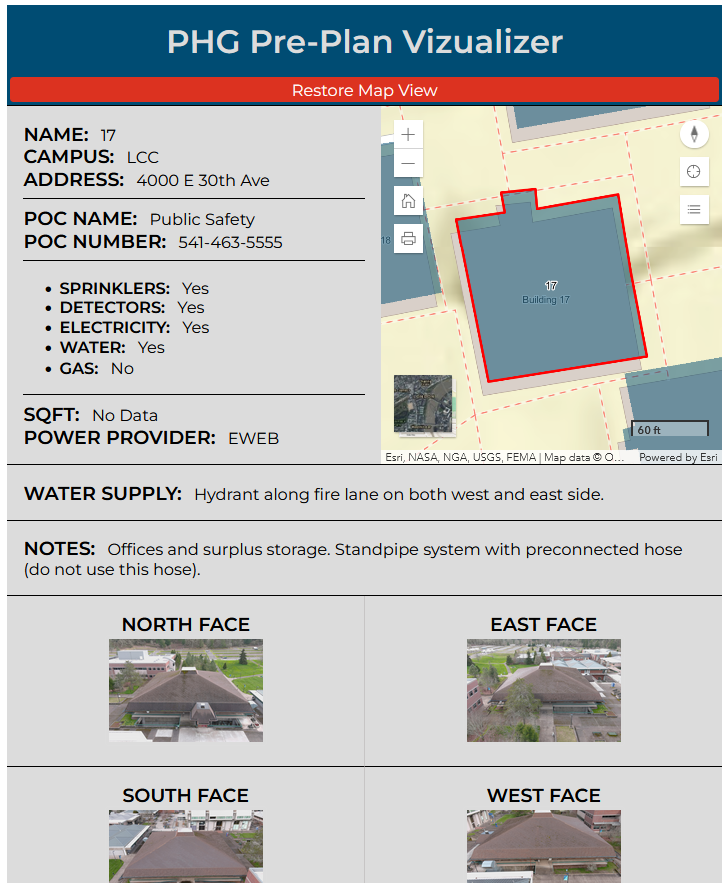 PHG Pre-Plan Vizualizer
Restore Map View
NAME: 17
CAMPUS: LCC
ADDRESS: 4000 E 30th Ave
POC NAME: Public Safety
POC NUMBER: 541-463-5555
• SPRINKLERS: Yes
• DETECTORS: Yes
• ELECTRICITY: Yes
• WATER: Yes
• GAS: No
SQFT: No Data
POWER PROVIDER: EWEB
18
17
Building 17
60 ft
Esri, NASA, NGA, USGS, FEMA | Map data © O... Powered by Esri
WATER SUPPLY: Hydrant along fire lane on both west and east side.
NOTES: Offices and surplus storage. Standpipe system with preconnected hose
(do not use this hose).
NORTH FACE
EAST FACE
SOUTH FACE
WEST FACE